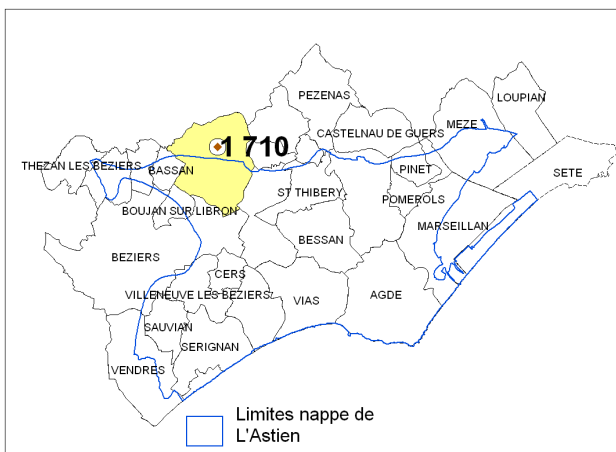 PEZENAS
LOUPIAN
MEZE
CASTELNAU DE GUERS
1 710
THEZAN LES BEZIERS
BASSAN
PINET
SETE
ST THIBERY
POMEROLS
BOUJAN SUR LIBRON
MARSEILLAN
BESSAN
BEZIERS
CERS
VILLENEUVE LES BEZIERS
VIAS
AGDE
SAUVIAN
SERIGNAN
VENDRES
Limites nappe de
L'Astien